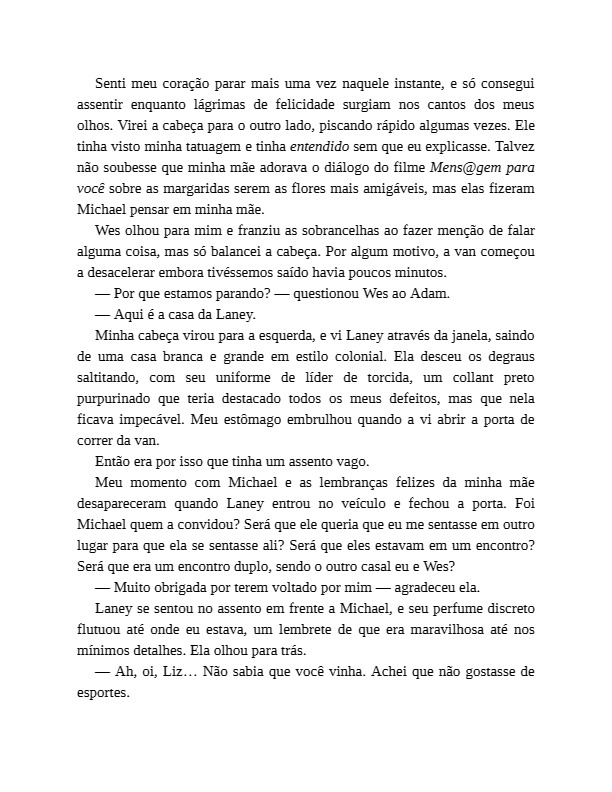 Senti meu coração parar mais uma vez naquele instante, e só consegui
assentir enquanto lágrimas de felicidade surgiam nos cantos dos meus
olhos. Virei a cabeça para o outro lado, piscando rápido algumas vezes. Ele
tinha visto minha tatuagem e tinha entendido sem que eu explicasse. Talvez
não soubesse que minha mãe adorava o diálogo do filme Mens@gem para
você sobre as margaridas serem as flores mais amigáveis, mas elas fizeram
Michael pensar em minha mãe.
Wes olhou para mim e franziu as sobrancelhas ao fazer menção de falar
alguma coisa, mas só balancei a cabeça. Por algum motivo, a van começou
a desacelerar embora tivéssemos saído havia poucos minutos.
— Por que estamos parando? — questionou Wes ao Adam.
— Aqui é a casa da Laney.
Minha cabeça virou para a esquerda, e vi Laney através da janela, saindo
de uma casa branca e grande em estilo colonial. Ela desceu os degraus
saltitando, com seu uniforme de líder de torcida, um collant preto
purpurinado que teria destacado todos os meus defeitos, mas que nela
ficava impecável. Meu estômago embrulhou quando a vi abrir a porta de
correr da van.
Então era por isso que tinha um assento vago.
Meu momento com Michael e as lembranças felizes da minha mãe
desapareceram quando Laney entrou no veículo e fechou a porta. Foi
Michael quem a convidou? Será que ele queria que eu me sentasse em outro
lugar para que ela se sentasse ali? Será que eles estavam em um encontro?
Será que era um encontro duplo, sendo o outro casal eu e Wes?
— Muito obrigada por terem voltado por mim — agradeceu ela.
Laney se sentou no assento em frente a Michael, e seu perfume discreto
flutuou até onde eu estava, um lembrete de que era maravilhosa até nos
mínimos detalhes. Ela olhou para trás.
— Ah, oi, Liz… Não sabia que você vinha. Achei que não gostasse de
esportes.